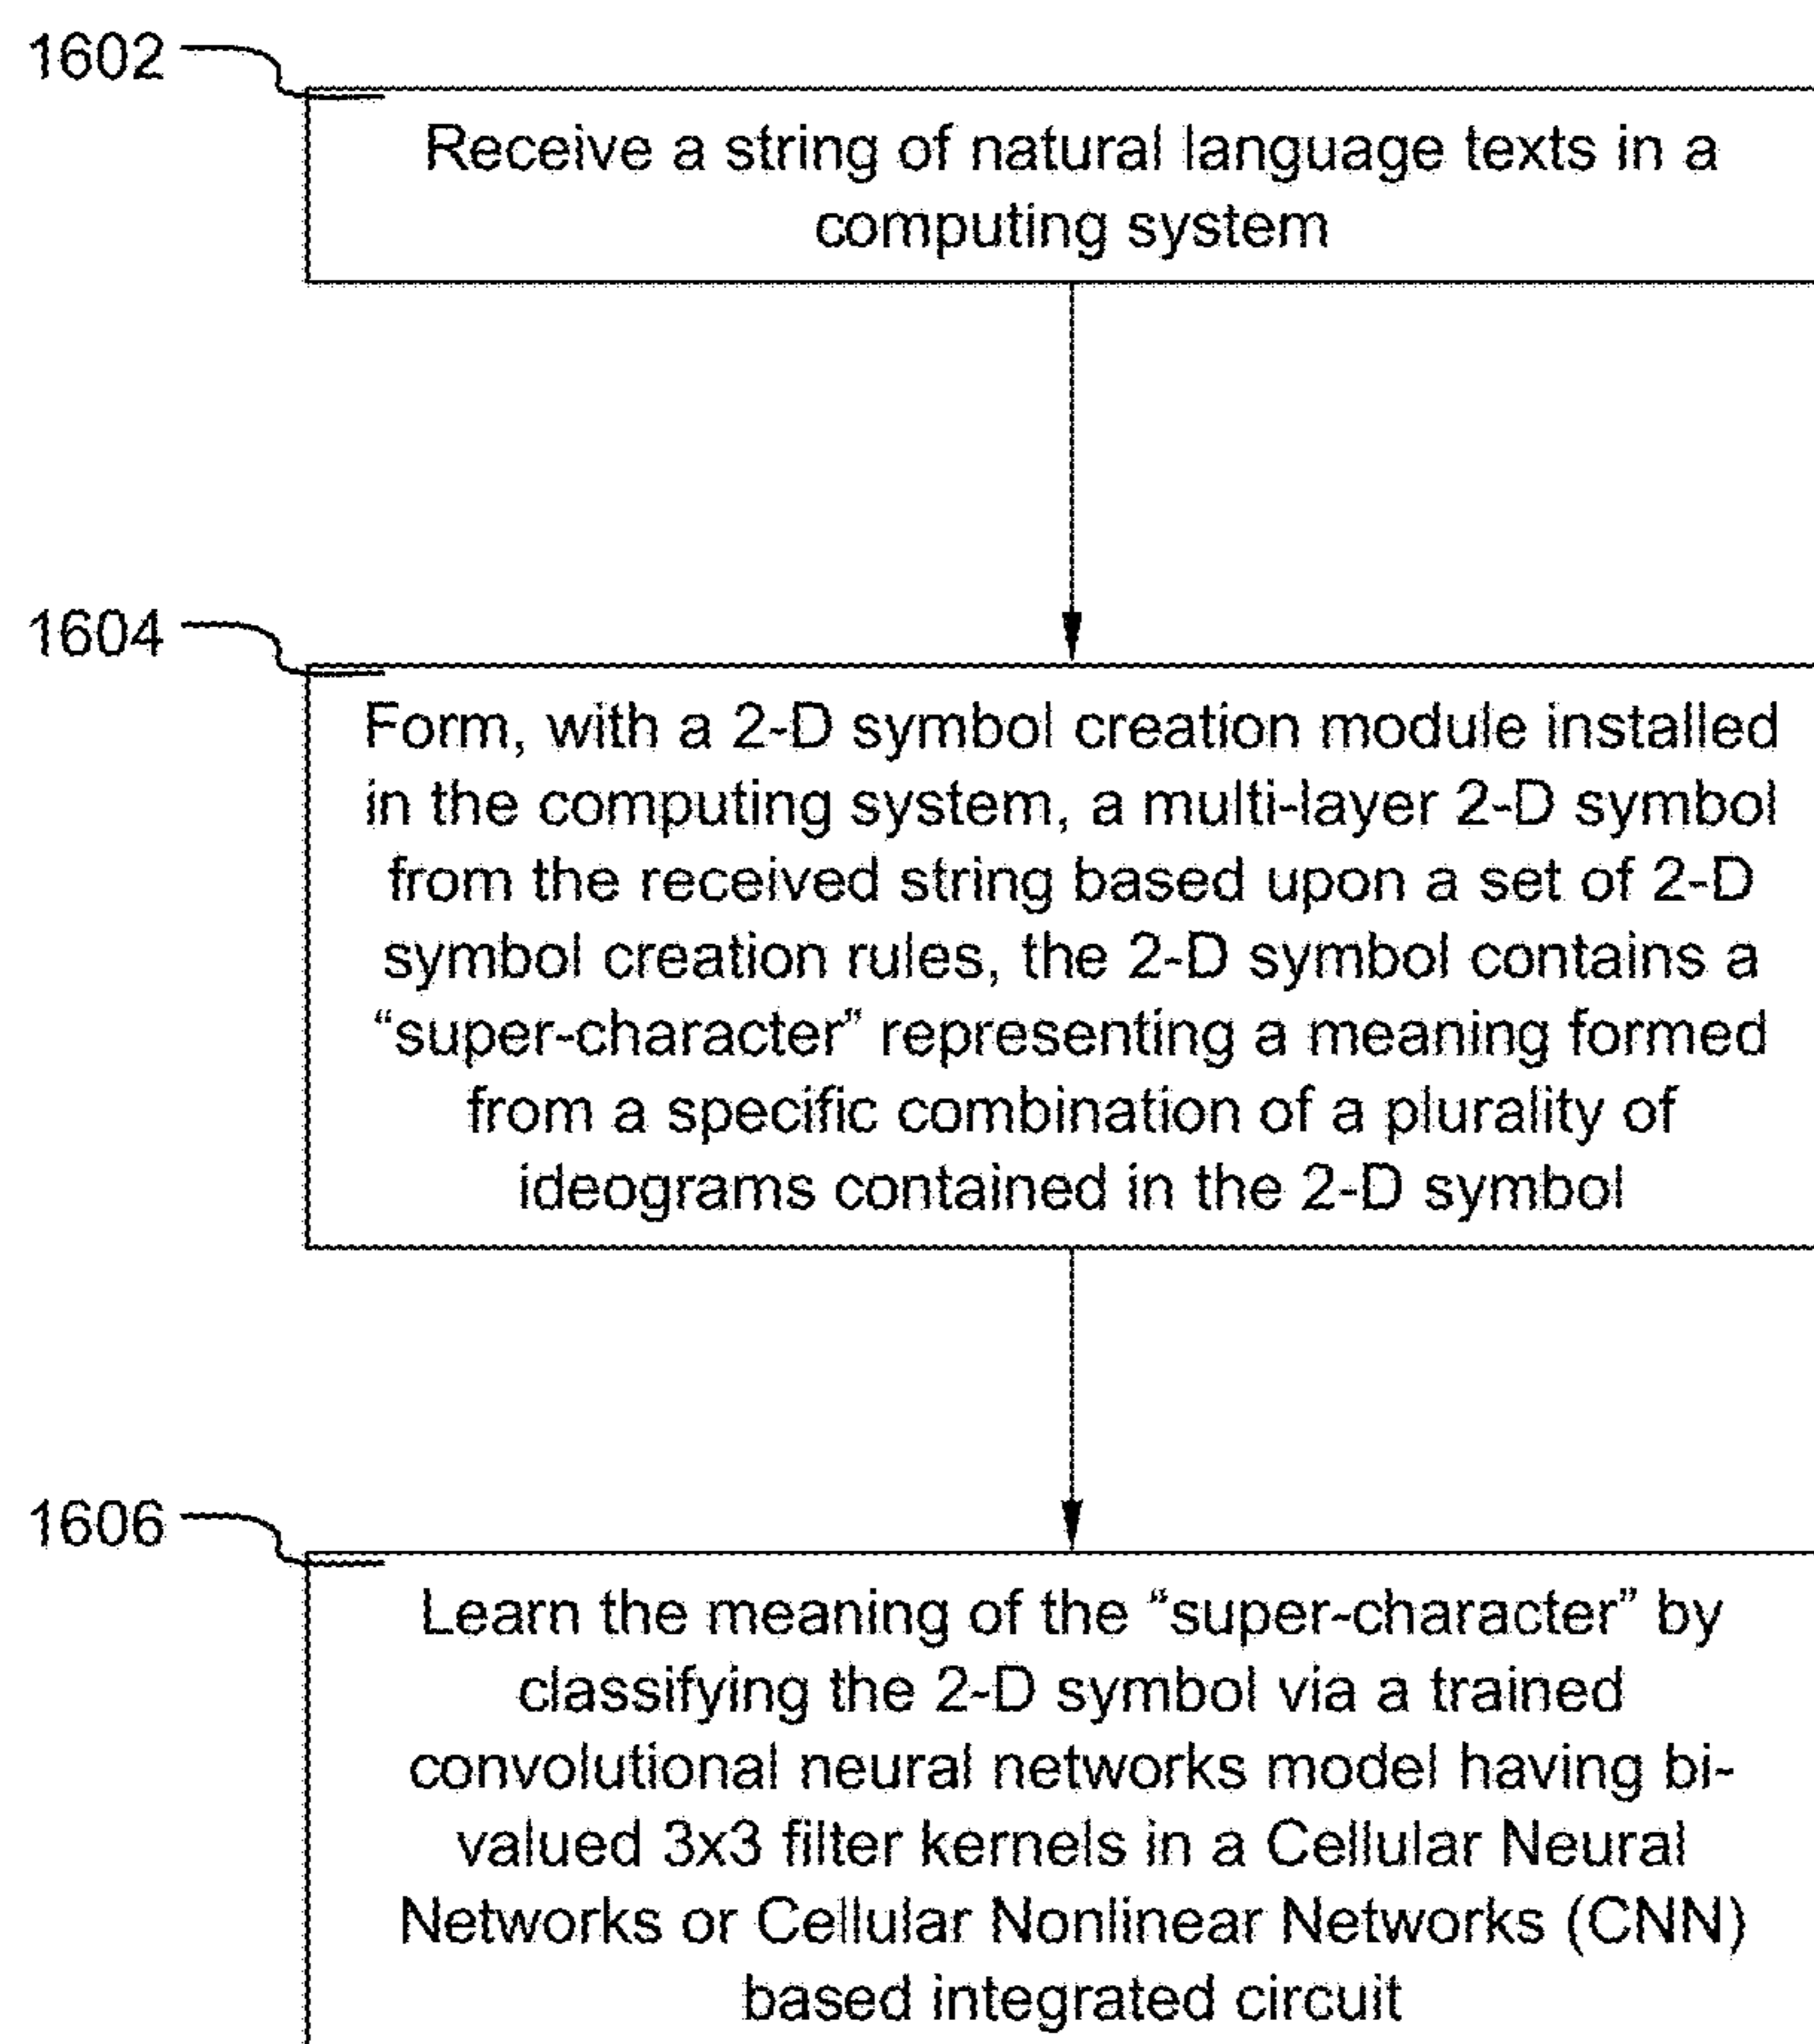 1602
Receive a string of natural language texts in a
computing system
1604
Form, with a 2-D symbol creation module installed
in the computing system, a multi-layer 2-D symbol
from the received string based upon a set of 2-D
symbol creation rules, the 2-D symbol contains a
“super-character” representing a meaning formed
from a specific combination of a plurality of
ideograms contained in the 2-D symbol
1606
Learn the meaning of the “super-character” by
classifying the 2-D symbol via a trained
convolutional neural networks model having bi-
valued 3x3 filter kernels in a Cellular Neural
Networks or Cellular Nonlinear Networks (CNN)
based integrated circuit